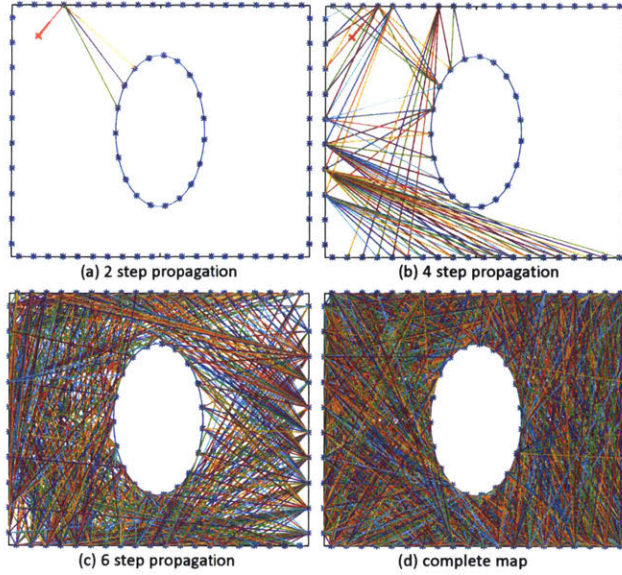 (a) 2 step propagation
(b) 4 step propagation
(c) 6 step propagation
(d) complete map